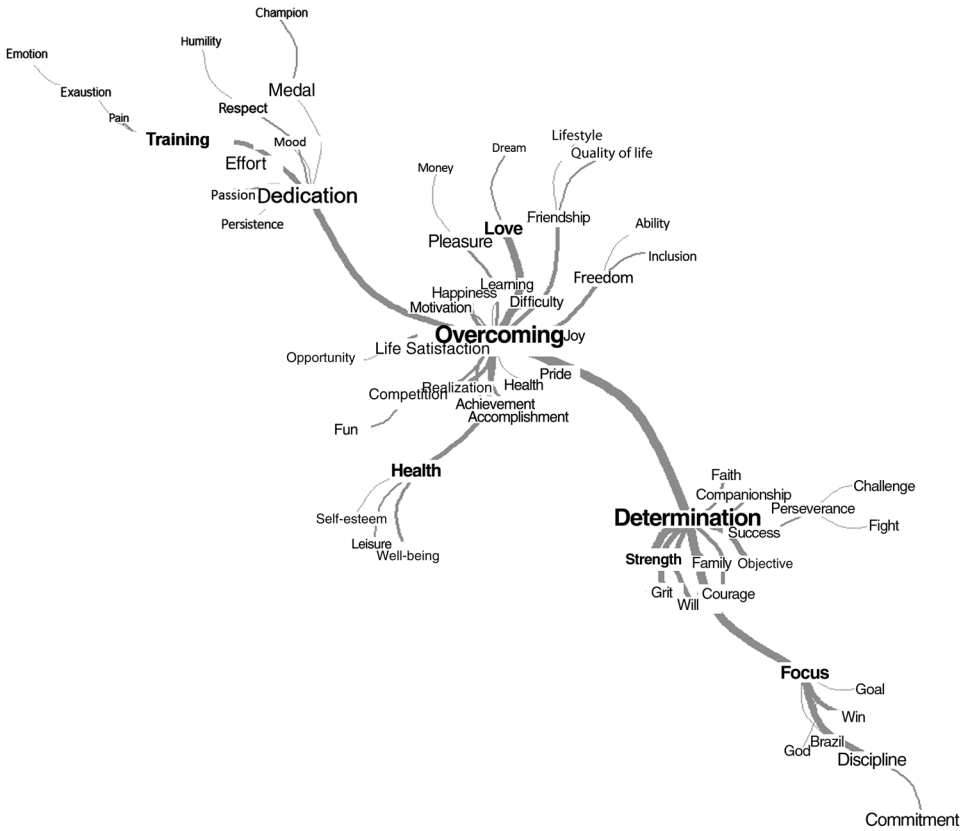 Champion
Humility
Emotion
Medal
Exaustion
Respect
Pain
Training
Mood
Effort
Passion
Dedication
Persistence
Lifestyle
Quality of life
Dream
Money
Friendship
Love
Ability
Pleasure
Inclusion
Freedom
Learning
Happiness
Difficulty
Motivation
Overcoming
Joy
Life Satisfaction
Opportunity
Pride
Health
Realization
Competition
Achievement
Accomplishment
Fun
Health
Self-esteem
Leisure
Well-being
Faith
Challenge
Companionship
Perseverance
Determination
Fight
Success
Strength
Family
Objective
Grit
Courage
Will
Focus
Goal
Win
Brazil
God
Discipline
Commitment